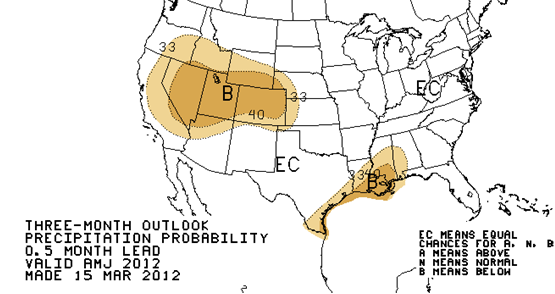 33
EC
B
33
40
EC
33 40
B
THREE-MONTH OUTLOOK
PRECIPITATION PROBABILITY
0.5 MONTH LEAD
VALID AMJ 2012
MADE 15 MAR 2012
EC MEANS EQUAL
CHANCES FOR A, N, B
A MEANS ABOVE
N MEANS NORMAL
B MEANS BELOW